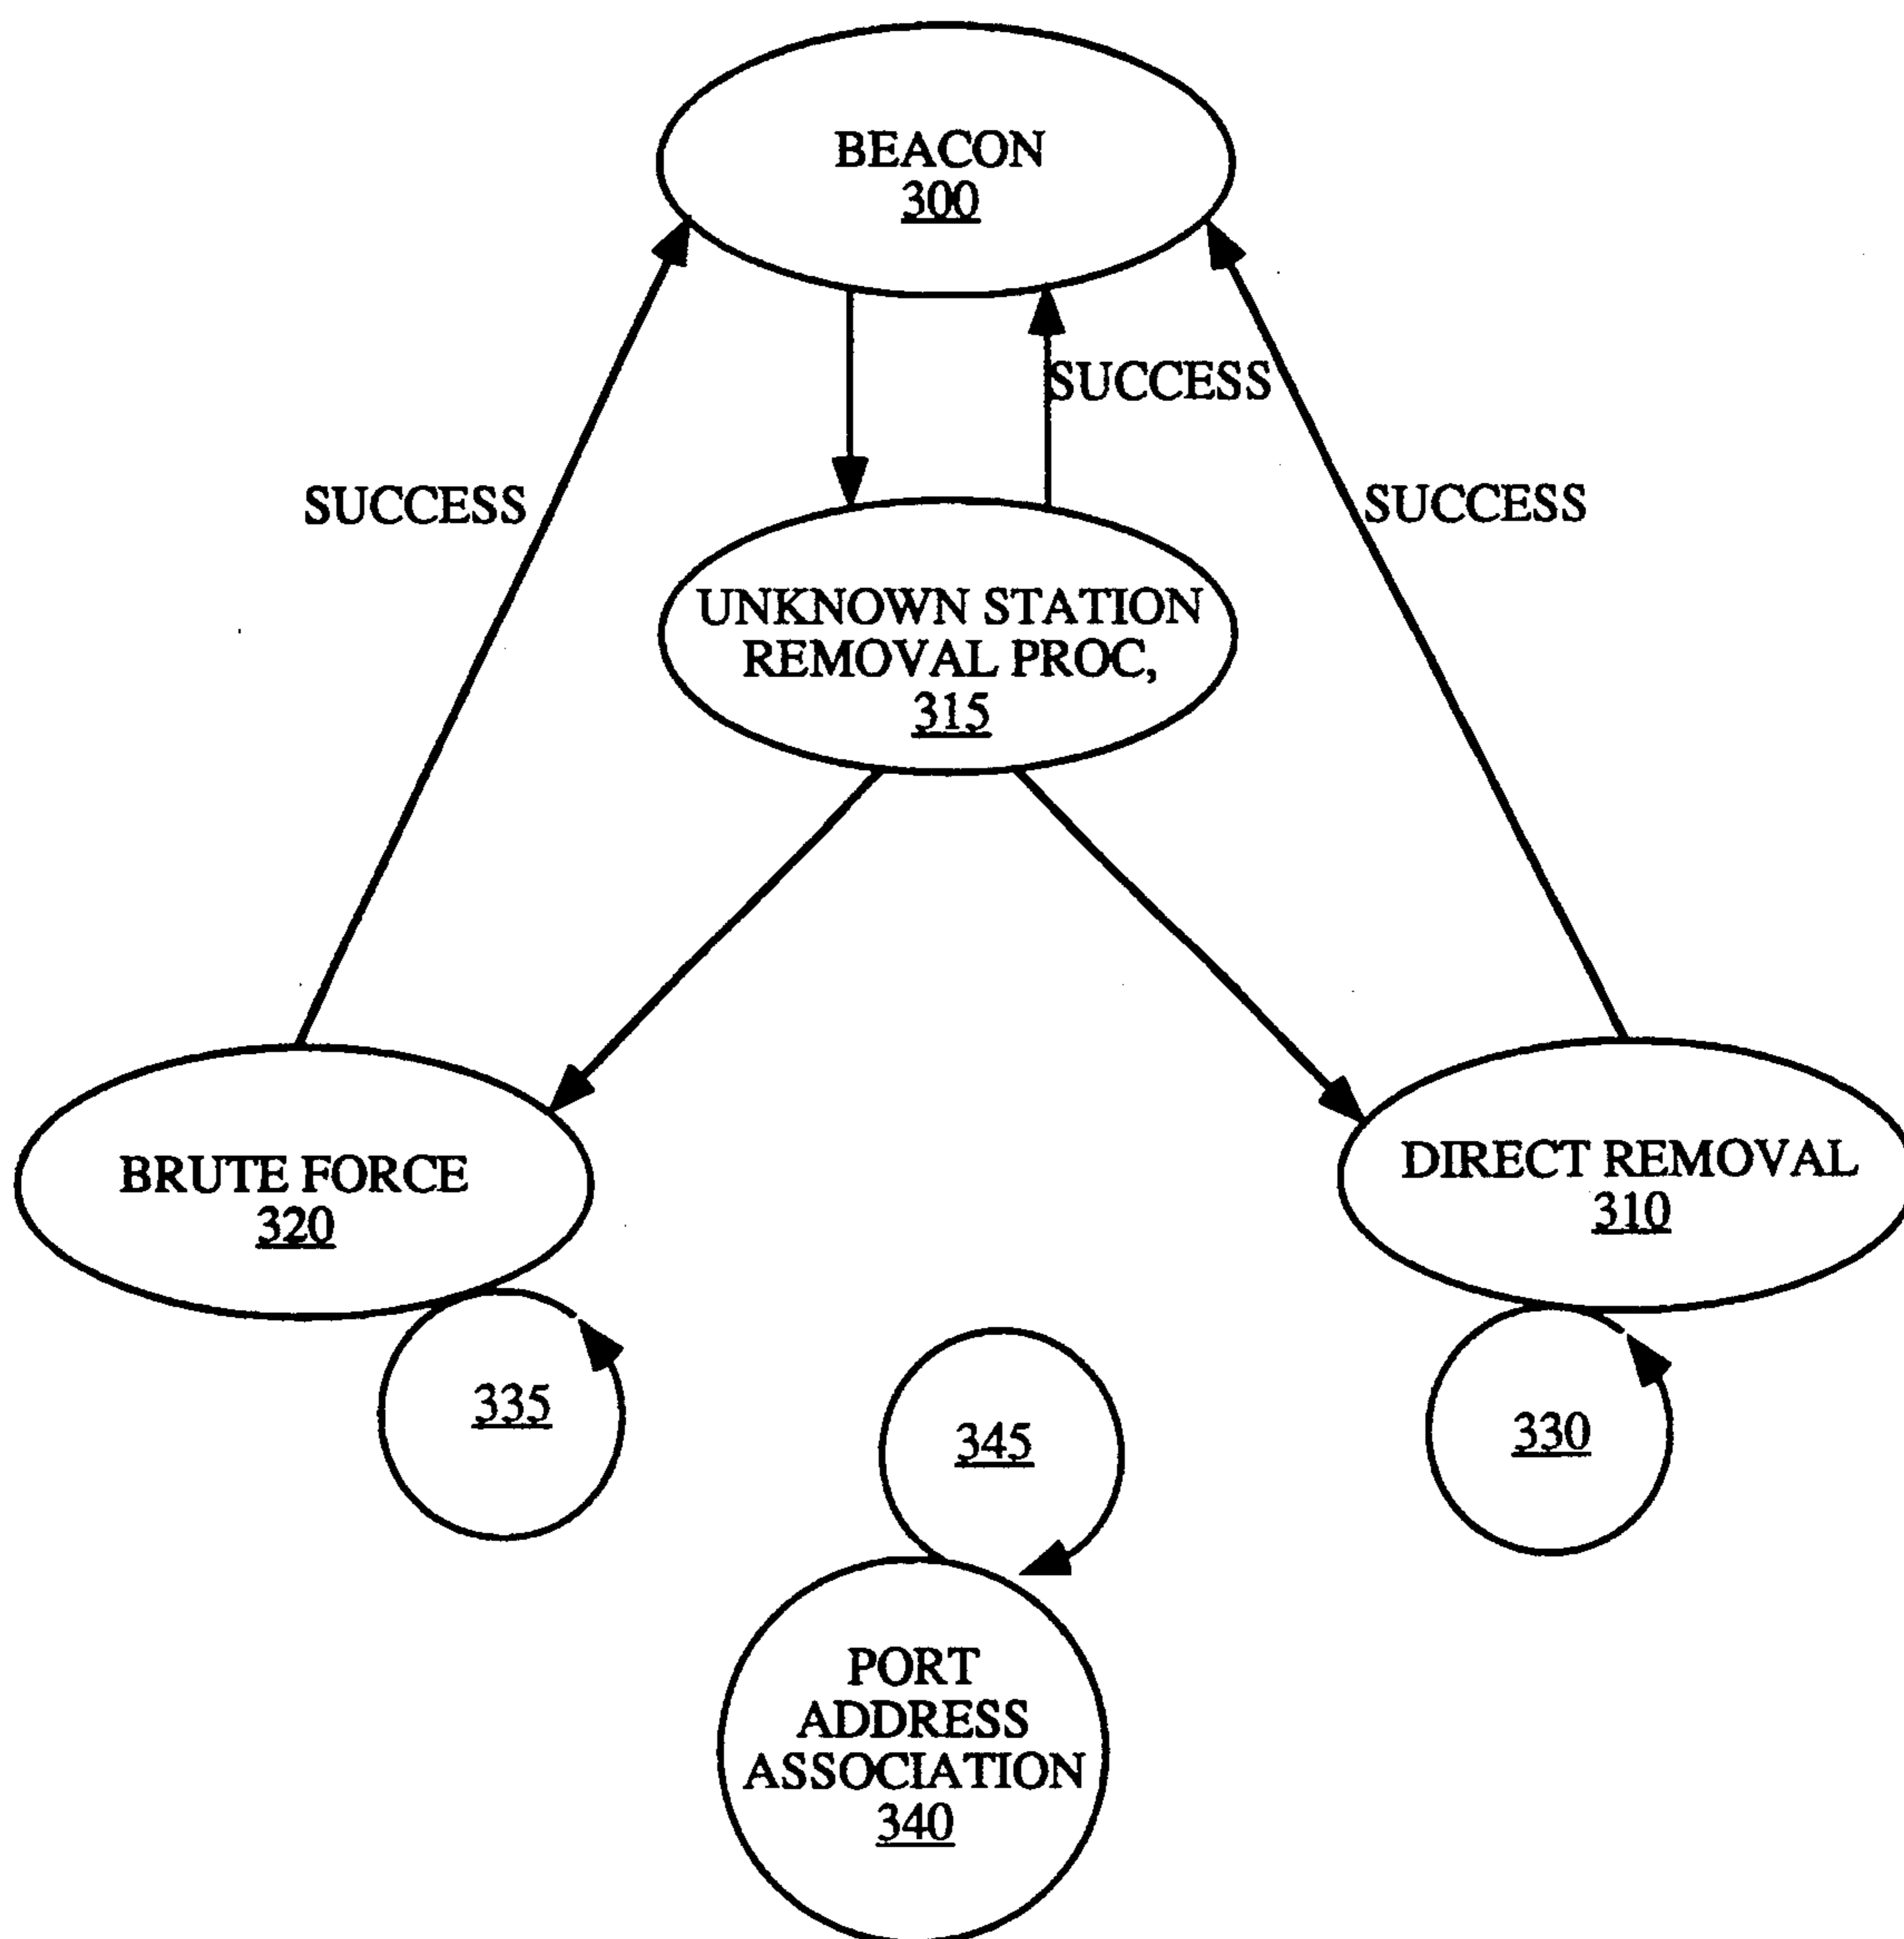 BEACON
300
SUCCESS
SUCCESS
SUCCESS
UNKNOWN STATION
REMOVAL PROC,
315
BRUTE FORCE
320
DIRECT REMOVAL
310
335
345
330
PORT
ADDRESS
ASSOCIATION
340